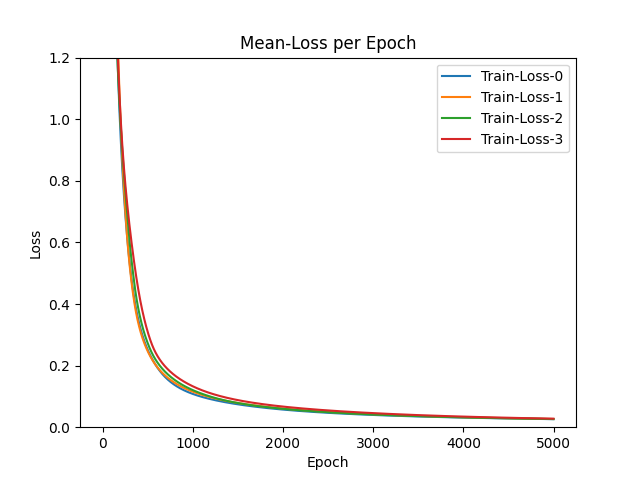 Mean-Loss per Epoch
Train-Loss-0
Train-Loss-1
Train-Loss-2
Train-Loss-3
1.2
1.0
0.8
0.6
0.4
0.2
0.0
Loss
0 1000 2000 3000 4000 5000
Epoch